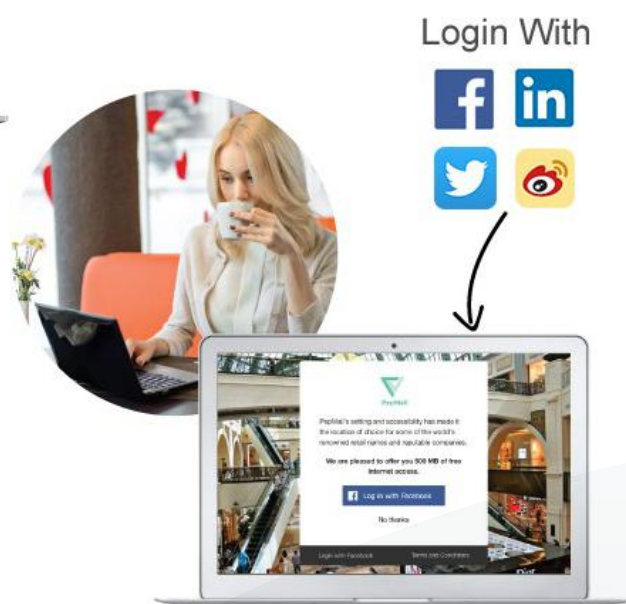 Login With
f
in
PepMall
PepMall's setting and accessibility has made it
the location of choice for some of the world's
renowned retail names and reputable companies.
We are pleased to offer you 500 MB of free
Internet access.
f Log in with Facebook
No thanks
Login with Facebook Terms and Conditions